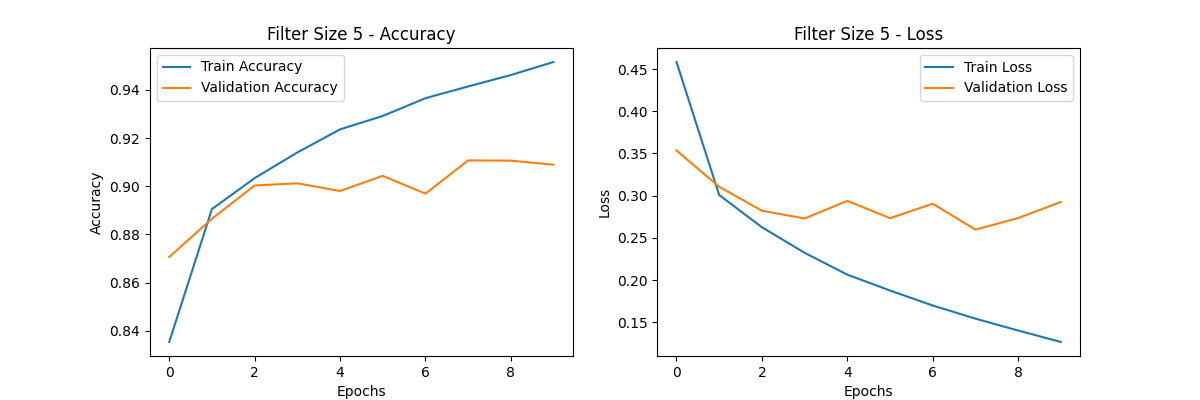 Filter Size 5 - Accuracy
Train Accuracy
Validation Accuracy
Accuracy
0.94
0.92
0.90
0.88
0.86
0.84
0
2
4
6
8
Epochs
Filter Size 5 - Loss
Train Loss
Validation Loss
Loss
0.45
0.40
0.35
0.30
0.25
0.20
0.15
0
2
4
6
8
Epochs